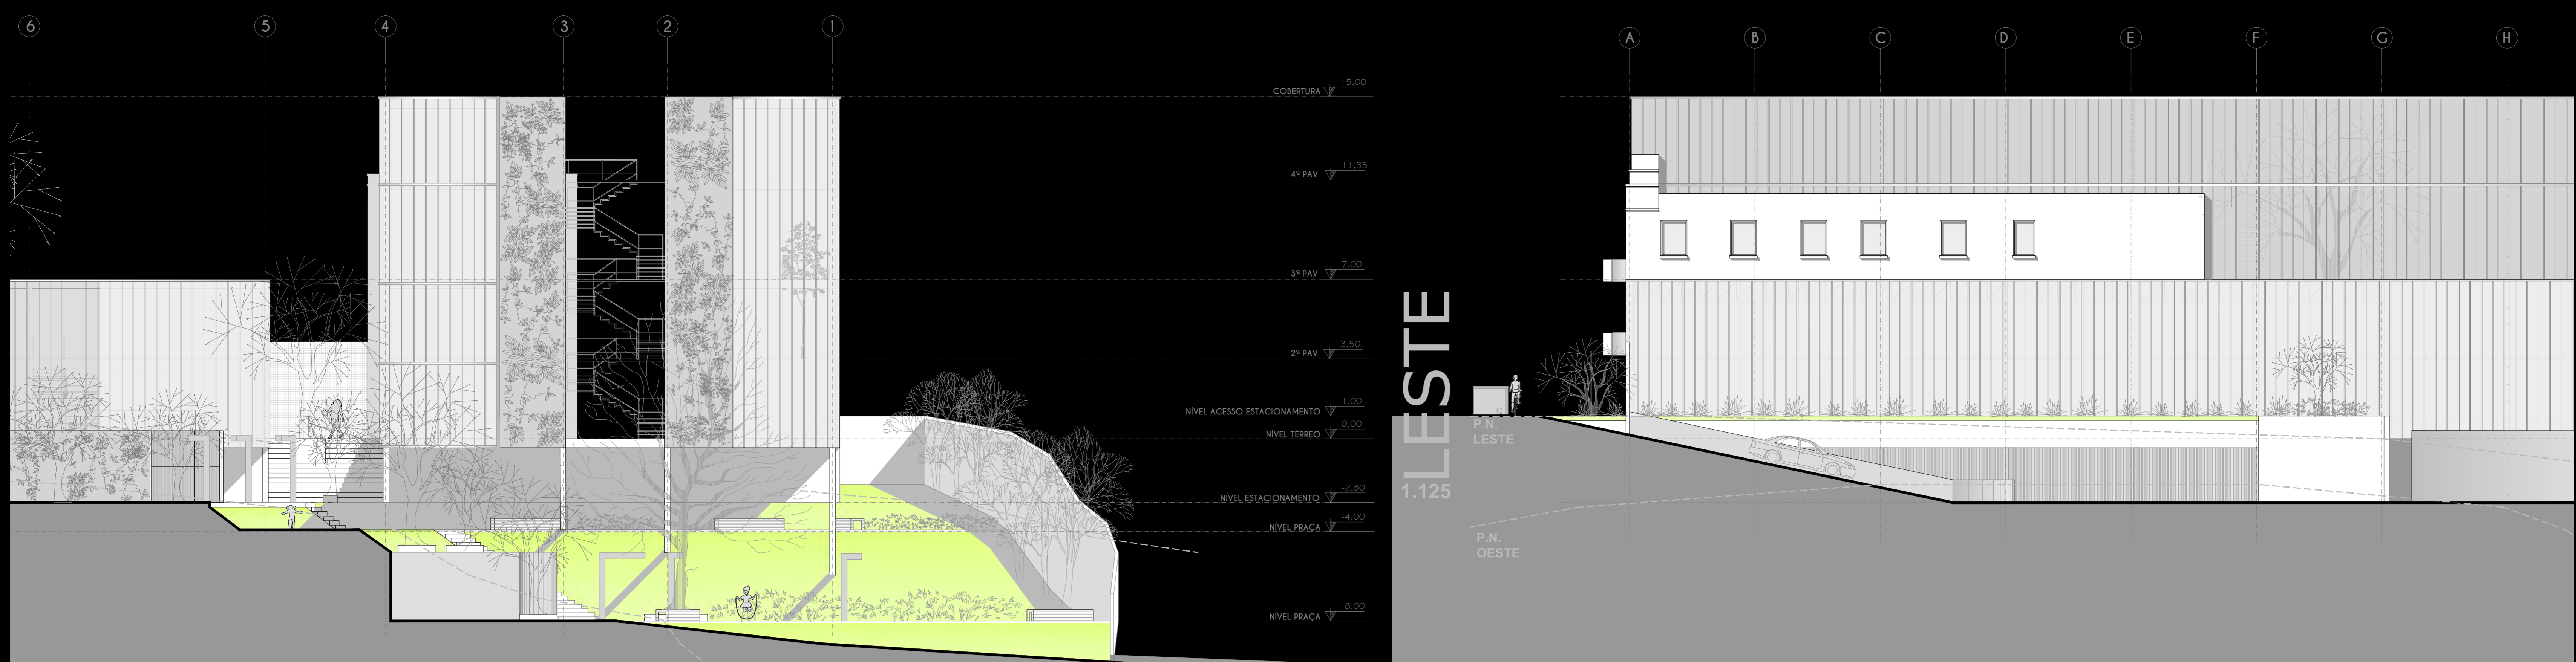 6 5 4 3 2 1
A B C D E F G H
COBERTURA 15,00
4º PAV 11,35
3º PAV 7,00
2º PAV 3,50
NÍVEL ACESSO ESTACIONAMENTO 1,00
NÍVEL TÉRREO 0,00
NÍVEL ESTACIONAMENTO -2,80
NÍVEL PRAÇA -4,00
NÍVEL PRAÇA -8,00
LESTE
1.125
P.N.
LESTE
P.N.
OESTE